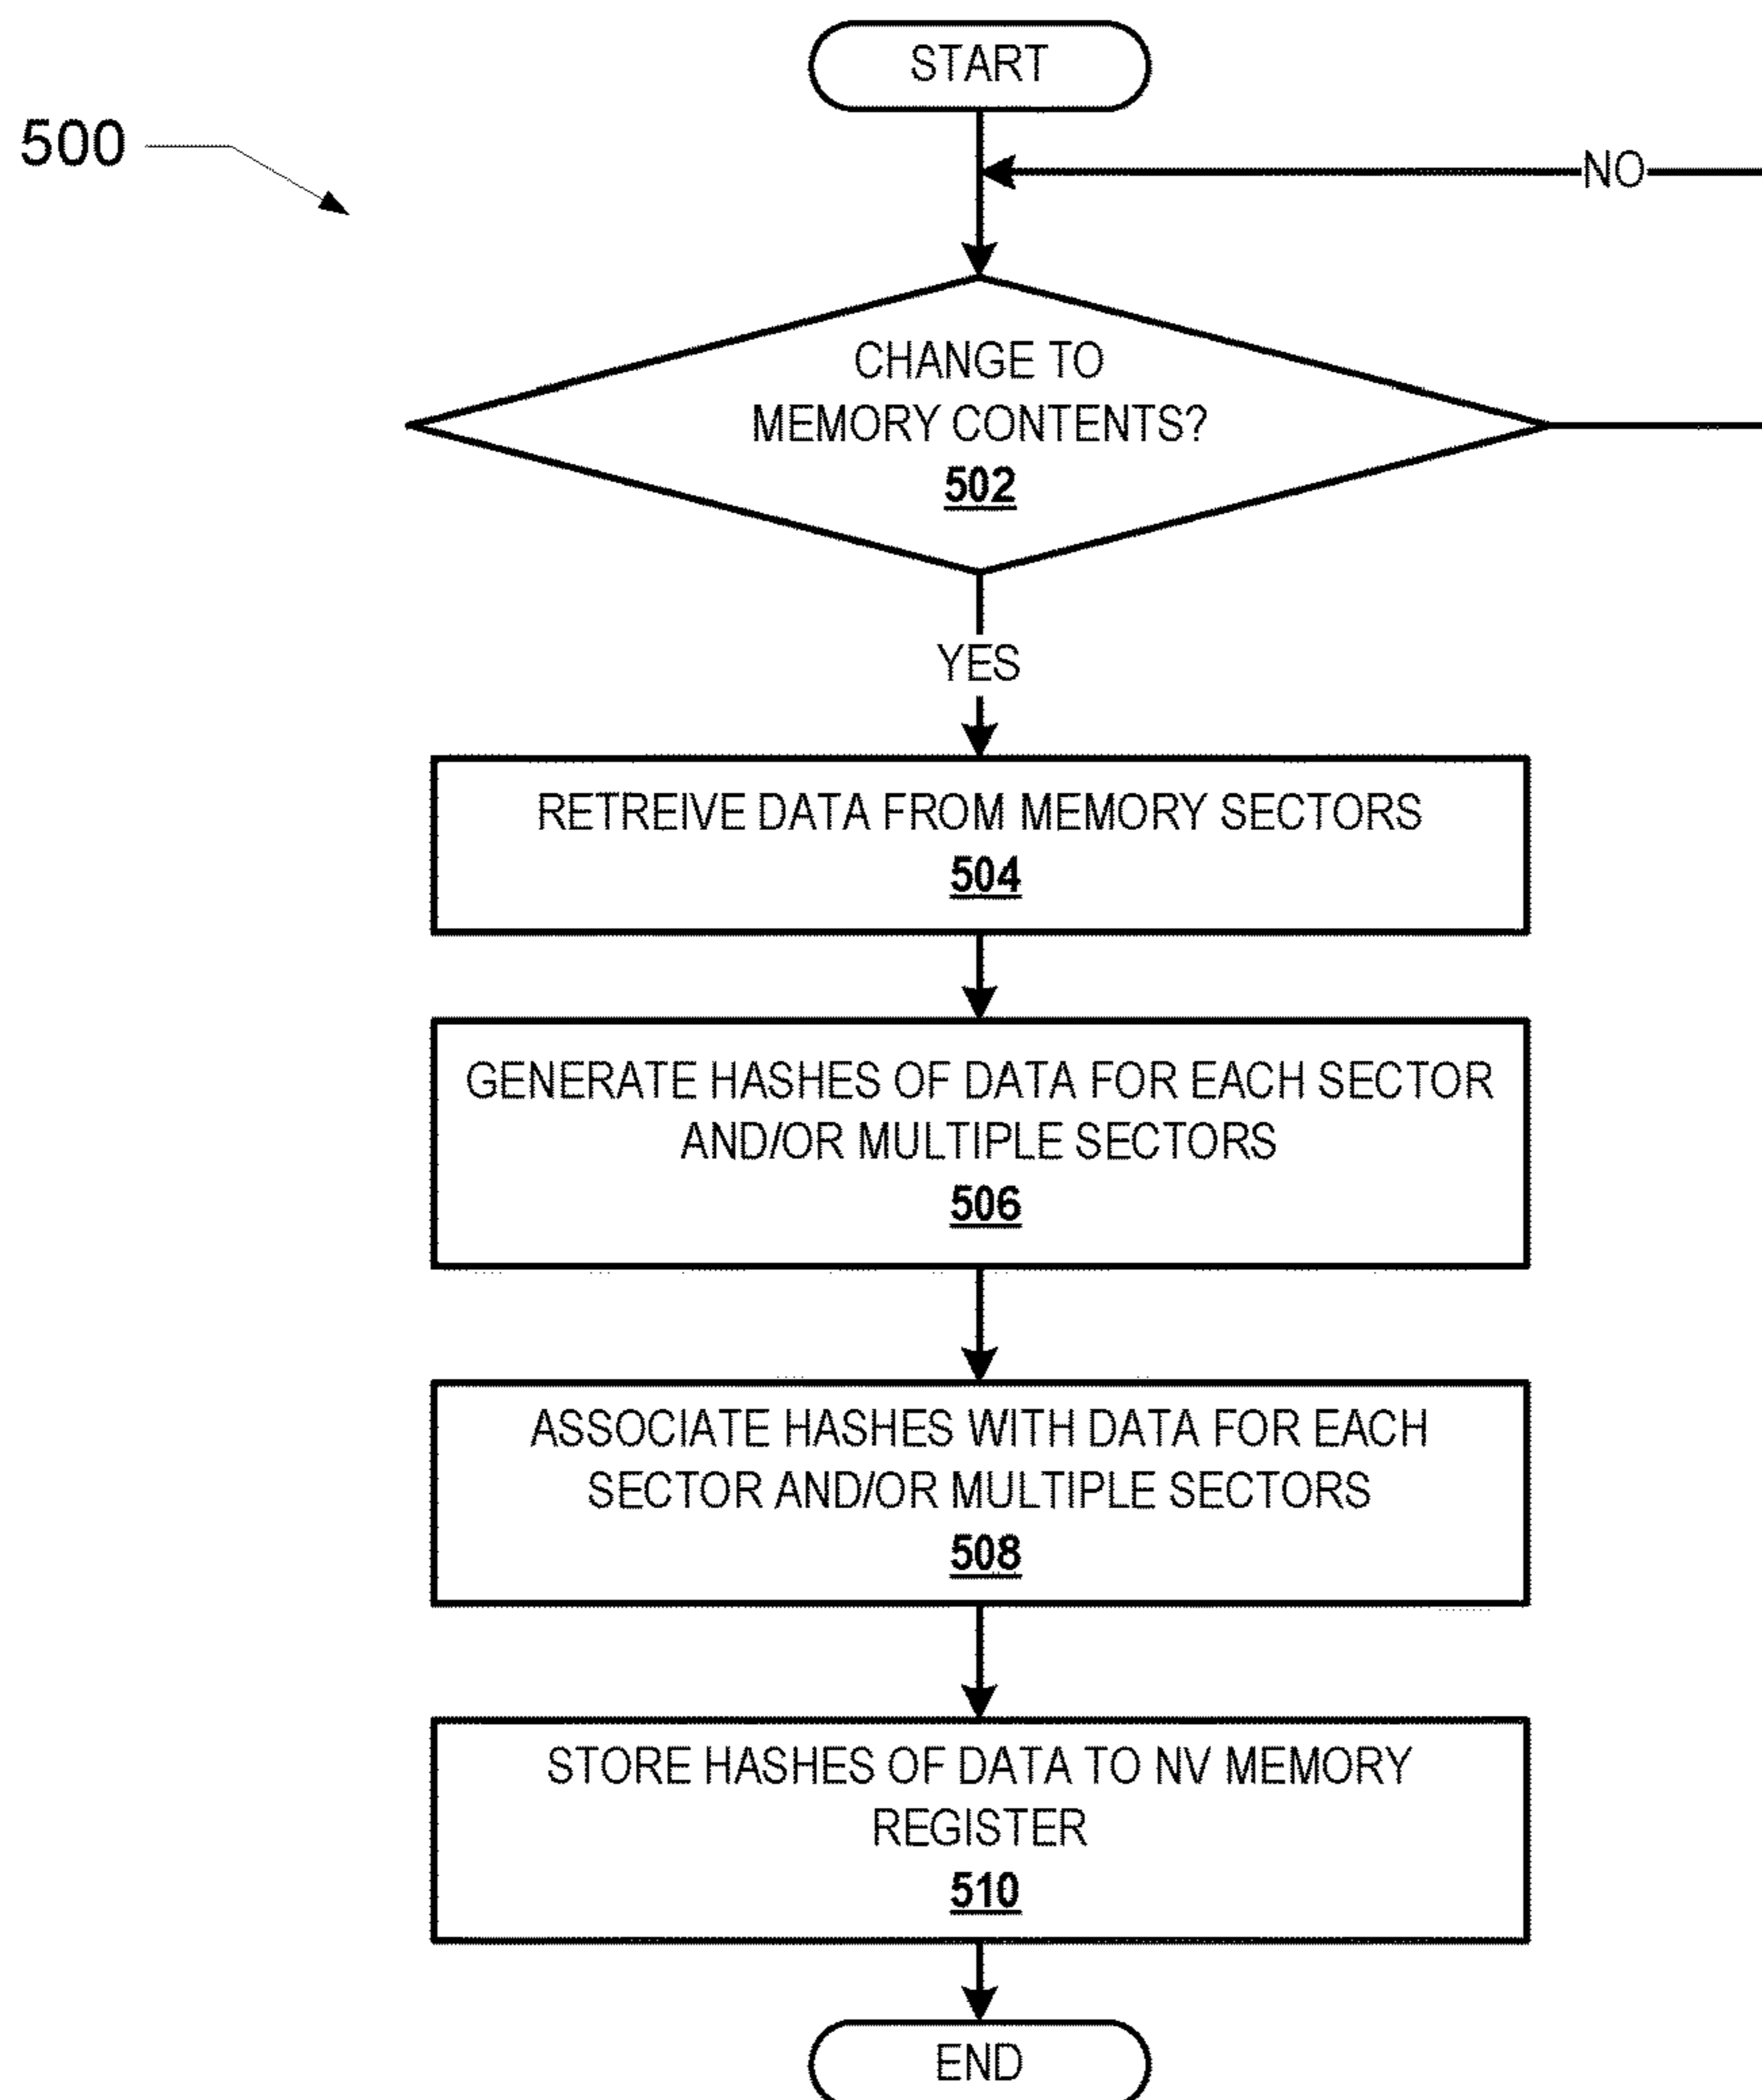 START
500
NO
CHANGE TO
MEMORY CONTENTS?
502
YES
RETREIVE DATA FROM MEMORY SECTORS
504
GENERATE HASHES OF DATA FOR EACH SECTOR
AND/OR MULTIPLE SECTORS
506
ASSOCIATE HASHES WITH DATA FOR EACH
SECTOR AND/OR MULTIPLE SECTORS
508
STORE HASHES OF DATA TO NV MEMORY
REGISTER
510
END